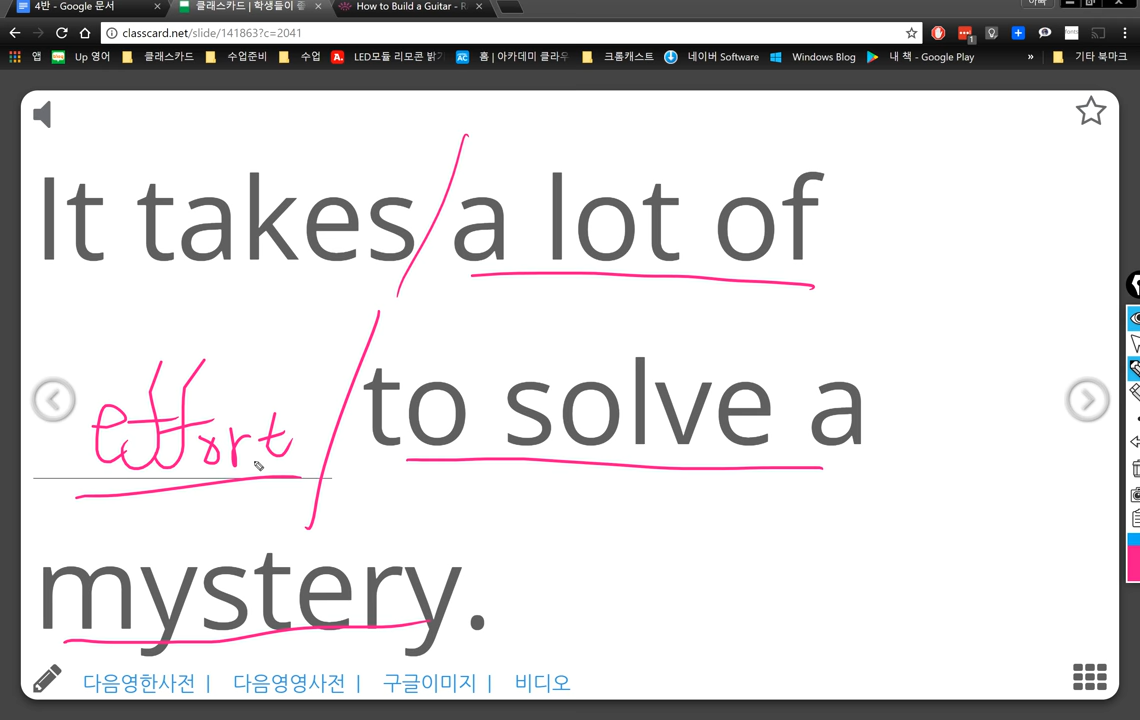 4반 - Google 문서
클래스카드 | 학생들이 즐
How to Build a Guitar - R
아빠
classcard.net/slide/141863?c=2041
앱 Up 영어 클래스카드 수업준비 수업 LED모듈 리모콘 밝기 홈 | 아카데미 클라우 크롬캐스트 네이버 Software Windows Blog 내 책 - Google Play » 기타 북마크
It takes a lot of
effort to solve a
mystery.
다음영한사전 | 다음영영사전 | 구글이미지 | 비디오